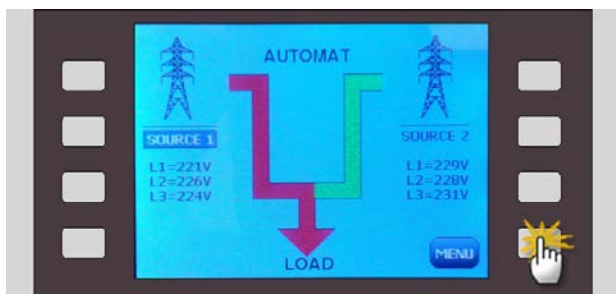 AUTOMAT
SOURCE 1
L1=221V
L2=226V
L3=224V
SOURCE 2
L1=229V
L2=228V
L3=231V
LOAD
MENU